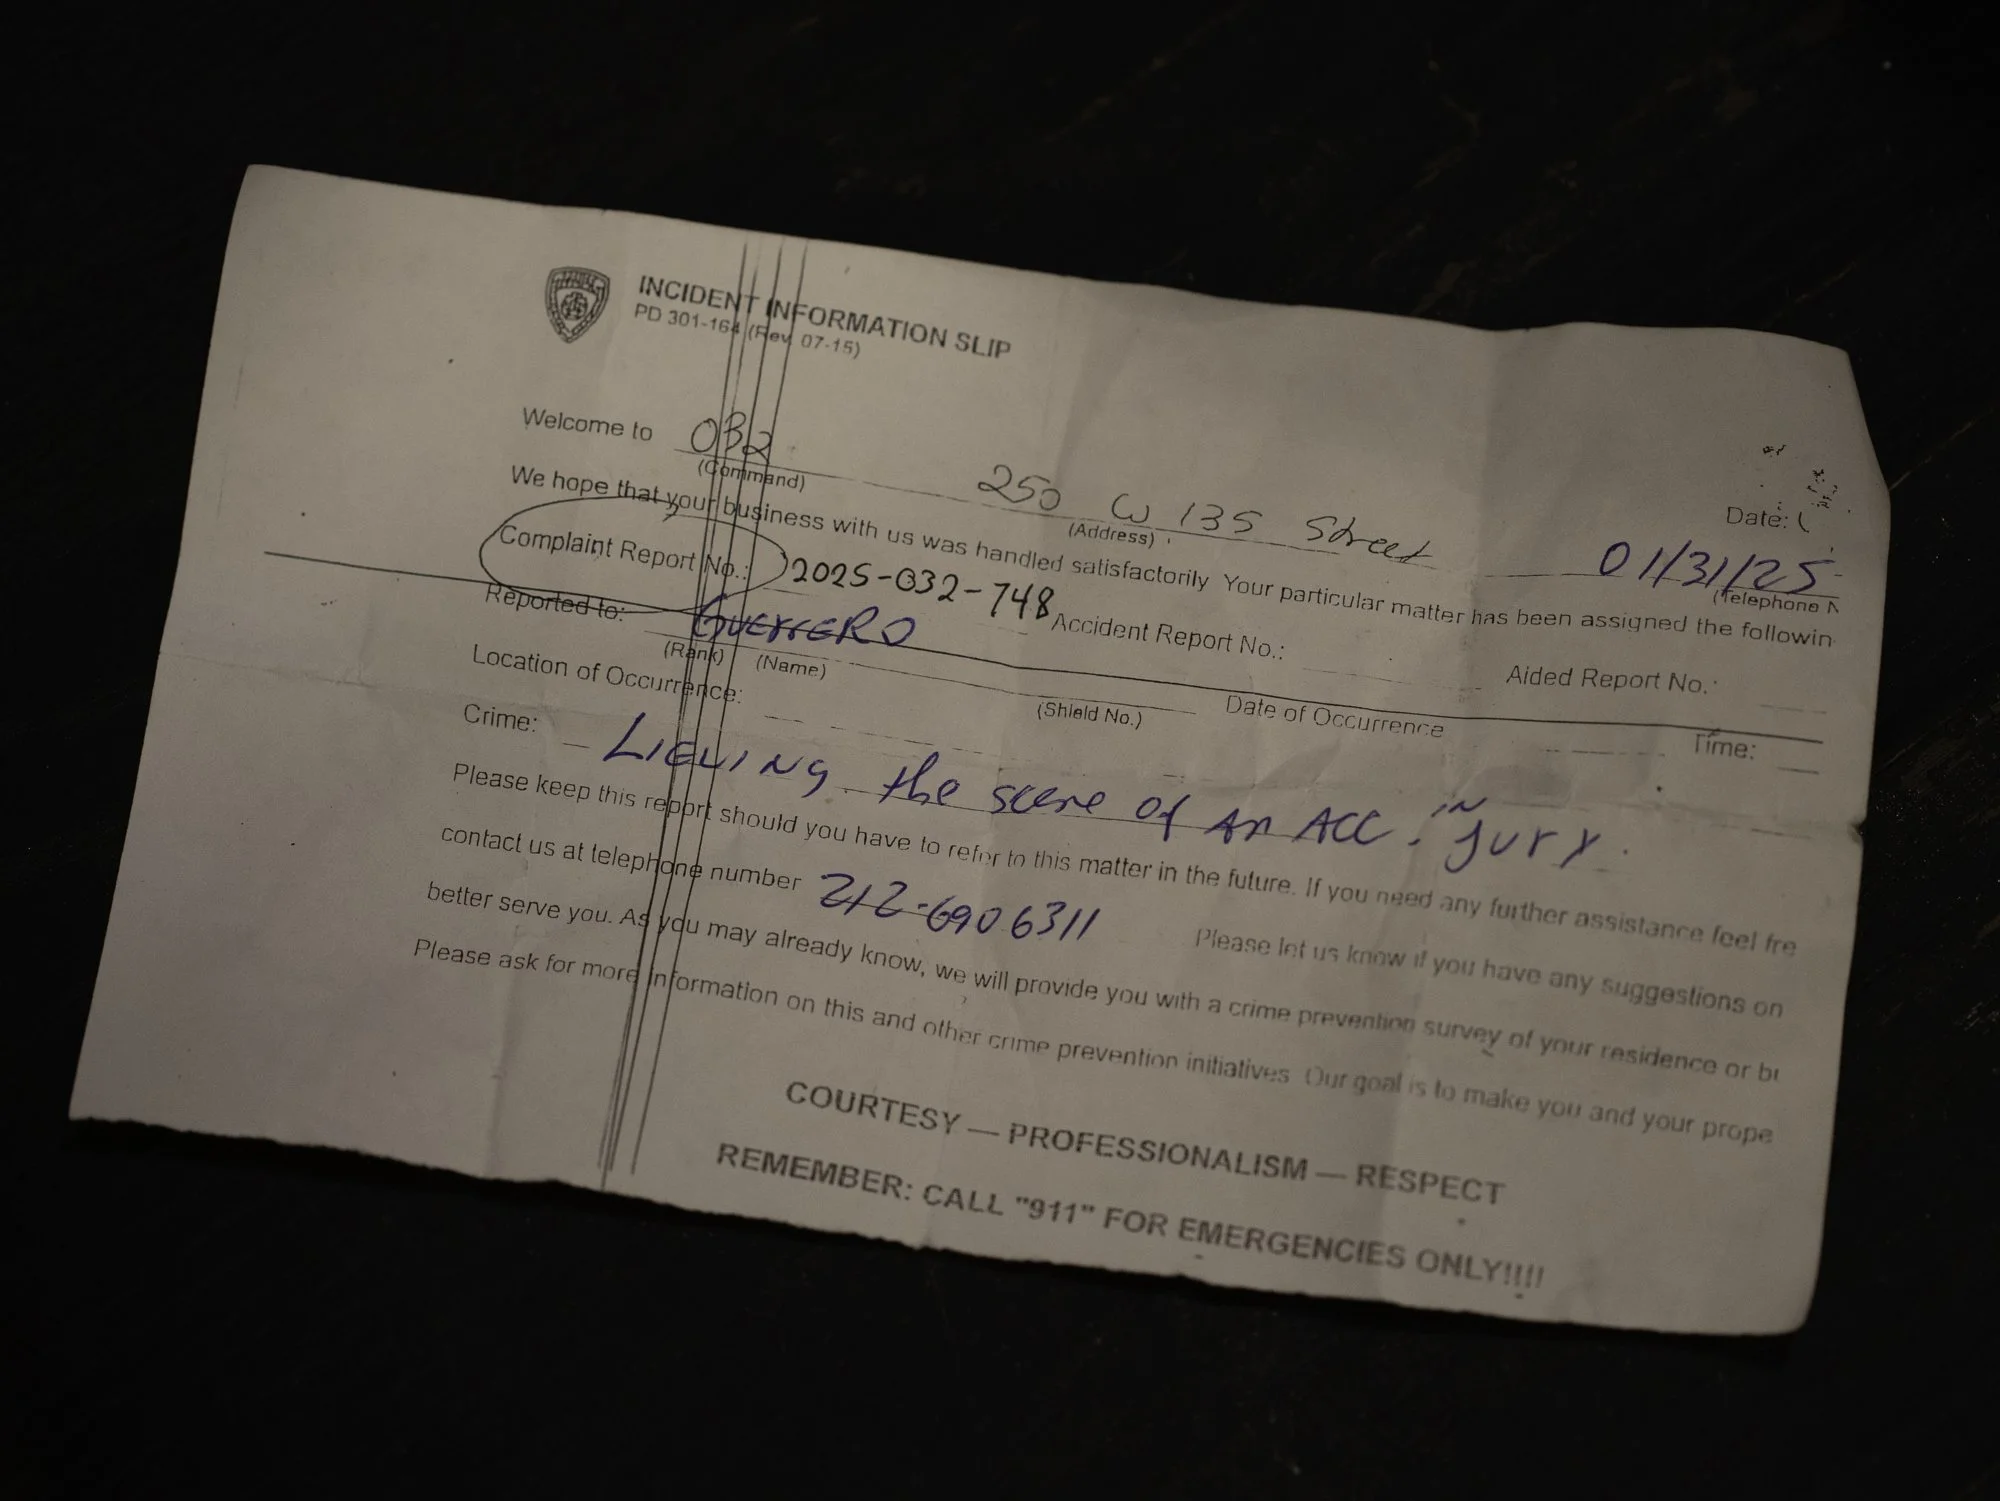 INCIDENT INFORMATION SLIP
PD 301-164 (Rev. 07-15)
Date: (
Welcome to 032 250 W 135 Street 01/31/25
(Command) (Address) (Telephone N
We hope that your business with us was handled satisfactorily Your particular matter has been assigned the followin
Complaint Report No.: 2025-032-748 Accident Report No.: Aided Report No.:
Reported to: GUErrERO Date of Occurrence Time:
(Rank) (Name) (Shield No.)
Location of Occurrence:
Crime: LIEVING the scene of An ACC. inJury.
Please keep this report should you have to refer to this matter in the future. If you need any further assistance feel fre
contact us at telephone number 212-690 6311 Please let us know if you have any suggestions on
better serve you. As you may already know, we will provide you with a crime prevention survey of your residence or bu
Please ask for more information on this and other crime prevention initiatives Our goal is to make you and your prope
COURTESY — PROFESSIONALISM — RESPECT
REMEMBER: CALL "911" FOR EMERGENCIES ONLY!!!!